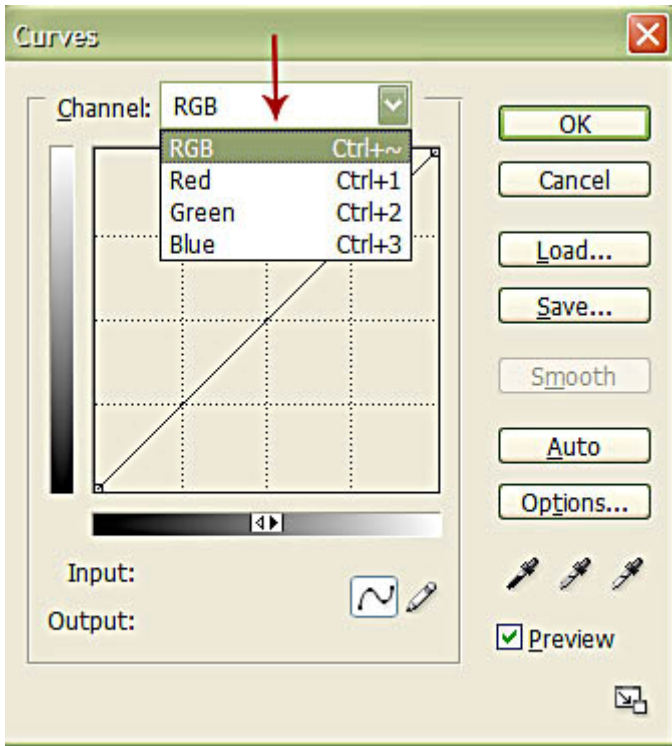 Curves
Channel: RGB
RGB Ctrl+~
Red Ctrl+1
Green Ctrl+2
Blue Ctrl+3
Input:
Output:
OK
Cancel
Load...
Save...
Smooth
Auto
Options...
Preview